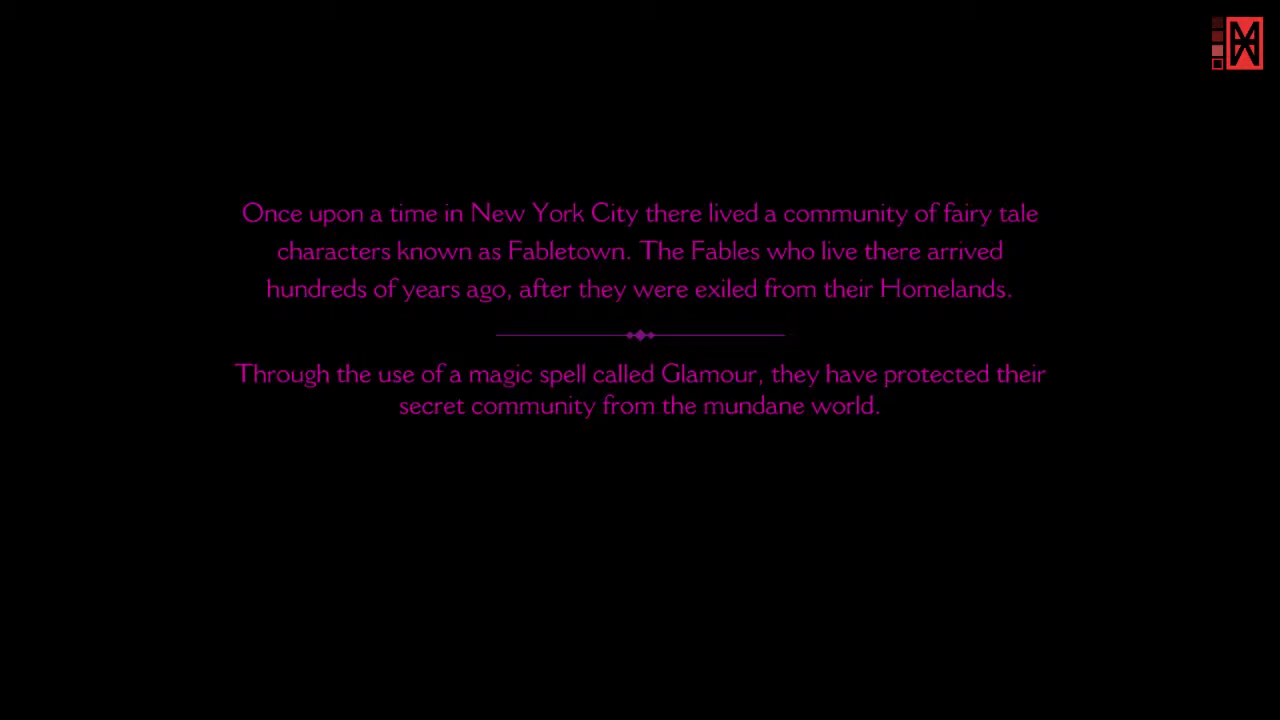 Once upon a time in New York City there lived a community of fairy tale
characters known as Fabletown. The Fables who live there arrived
hundreds of years ago, after they were exiled from their Homelands.
Through the use of a magic spell called Glamour, they have protected their
secret community from the mundane world.